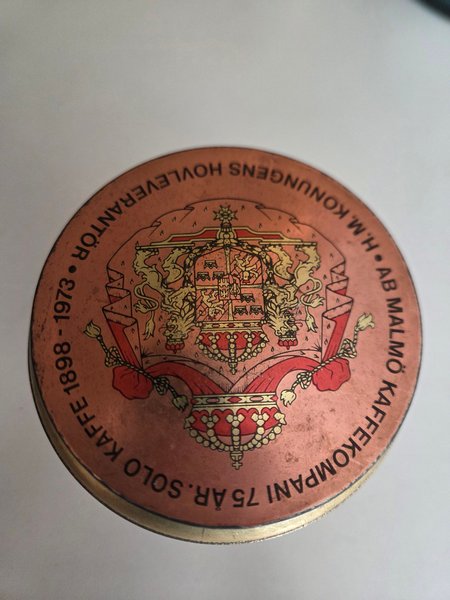 AB MALMÖ KAFFEKOMPANI 75 ÅR. SOLO KAFFE 1898 - 1973 •
H.M. KONUNGENS HOVLEVERANTÖR •